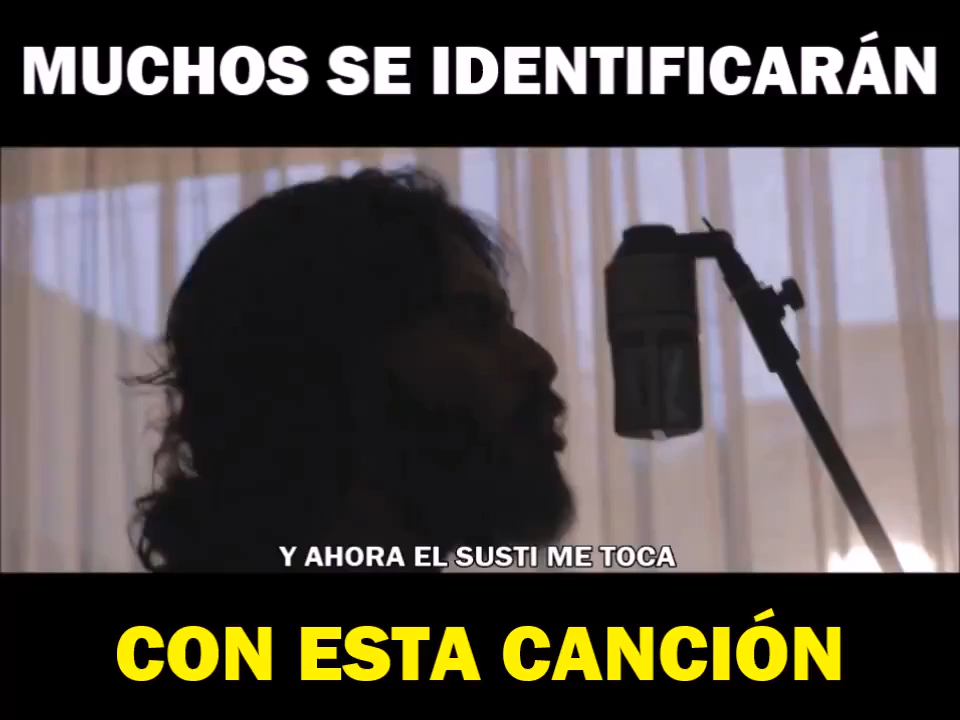 MUCHOS SE IDENTIFICARÁN
Y AHORA EL SUSTI ME TOCA
CON ESTA CANCIÓN